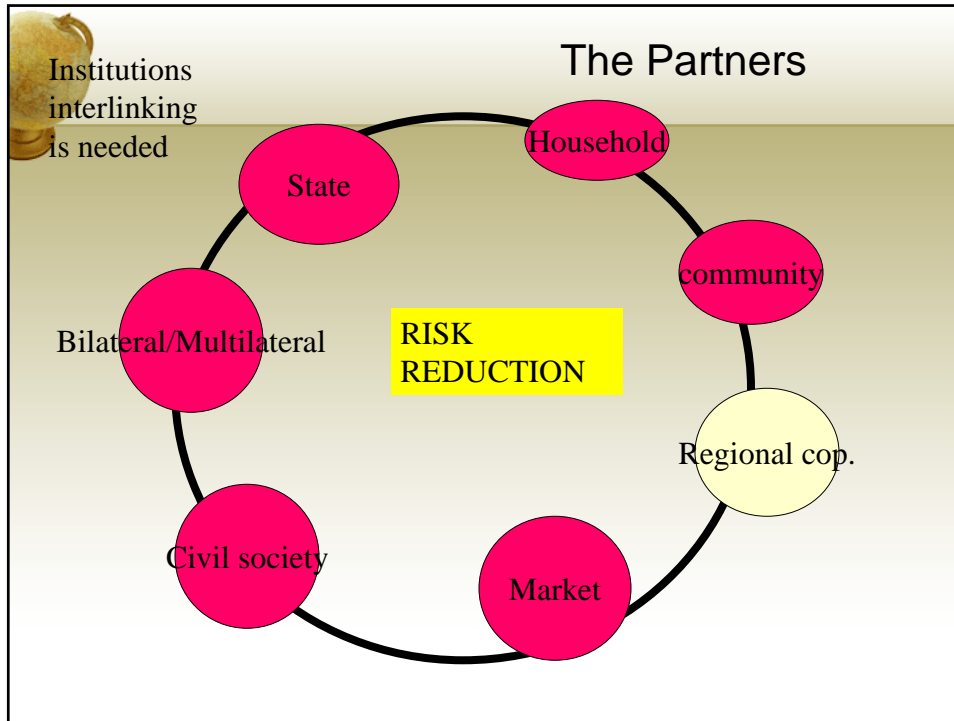 The Partners
Institutions
interlinking
is needed
Household
State
community
RISK
REDUCTION
Bilateral/Multilateral
Regional cop.
Civil society
Market